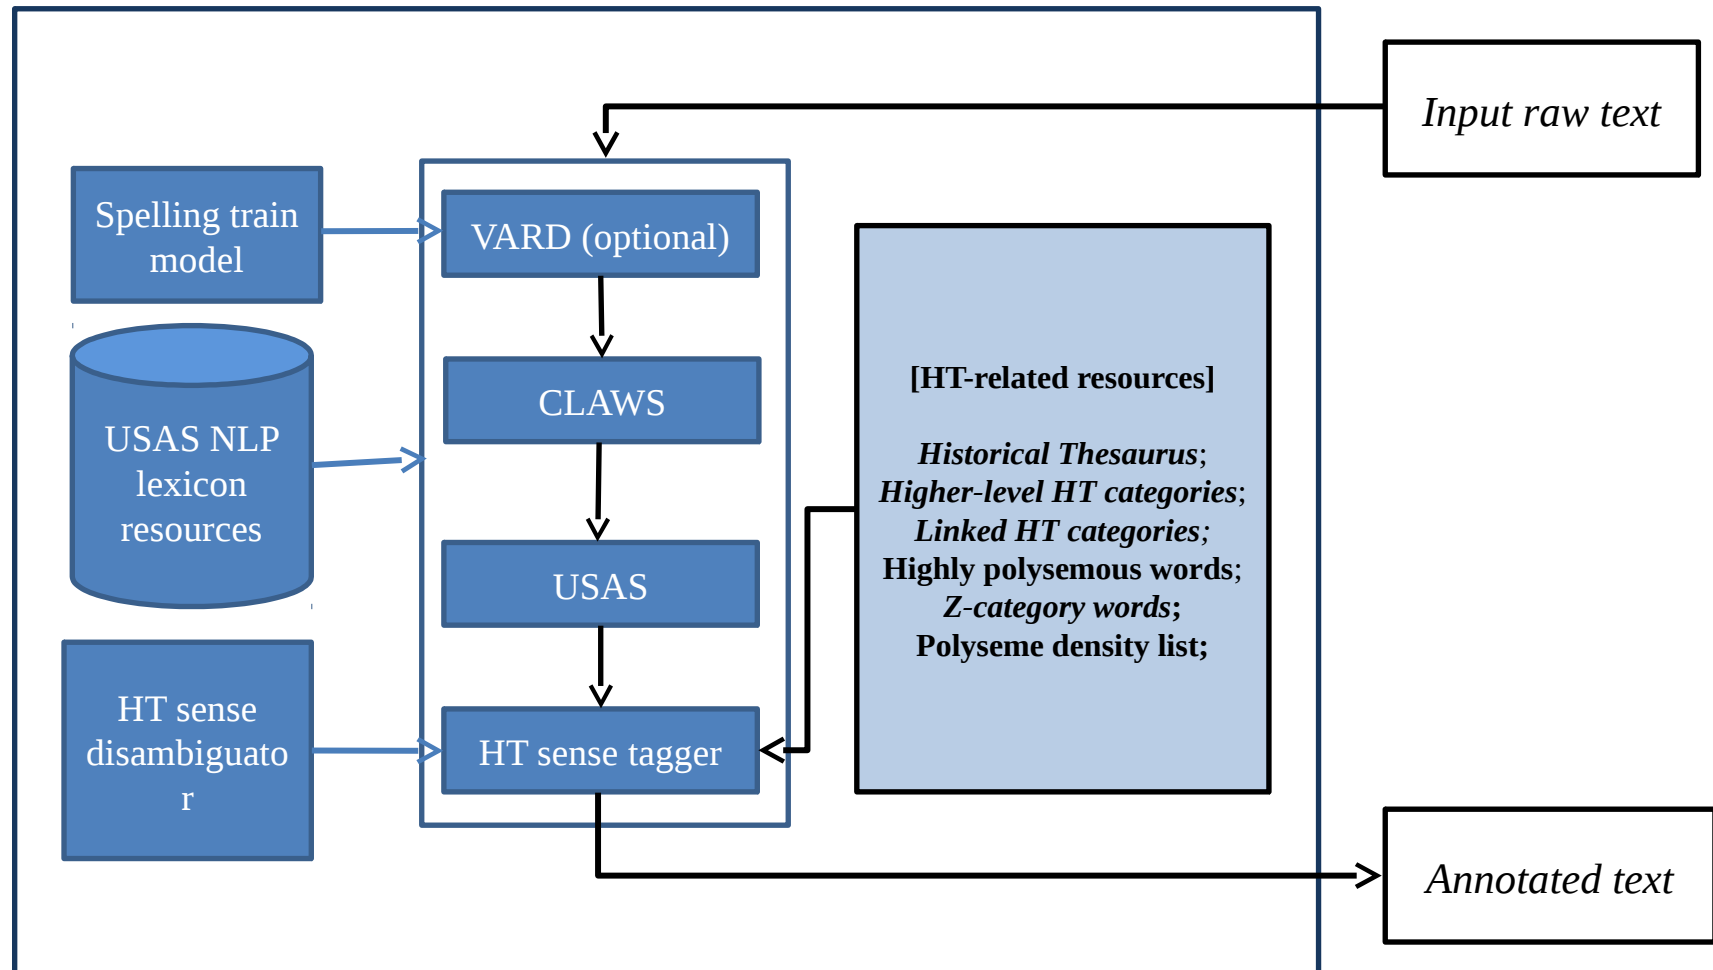 Input raw text
Spelling train
model
VARD (optional)
CLAWS
USAS NLP
lexicon
resources
USAS
HT sense
disambiguato
r
HT sense tagger
[HT-related resources]
Historical Thesaurus;
Higher-level HT categories;
Linked HT categories;
Highly polysemous words;
Z-category words;
Polyseme density list;
Annotated text